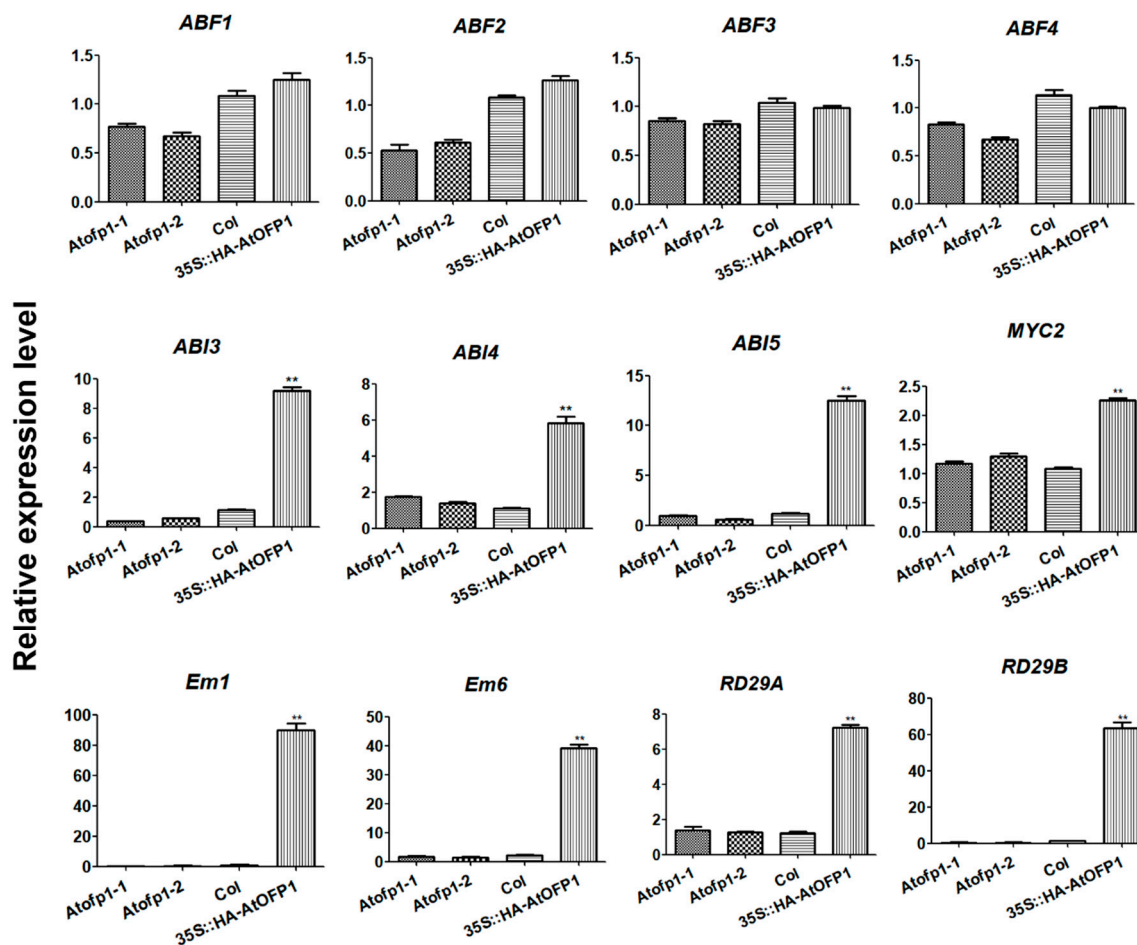 Relative expression level
ABF1
1.5
1.0
0.5
0.0
Atofp1-1
Atofp1-2
Col
35S::HA-AtOFP1
ABF2
1.5
1.0
0.5
0.0
Atofp1-1
Atofp1-2
Col
35S::HA-AtOFP1
ABF3
1.5
1.0
0.5
0.0
Atofp1-1
Atofp1-2
Col
35S::HA-AtOFP1
ABF4
1.5
1.0
0.5
0.0
Atofp1-1
Atofp1-2
Col
35S::HA-AtOFP1
ABI3
10
8
6
4
2
0
**
Atofp1-1
Atofp1-2
Col
35S::HA-AtOFP1
ABI4
8
6
4
2
0
**
Atofp1-1
Atofp1-2
Col
35S::HA-AtOFP1
ABI5
15
10
5
0
**
Atofp1-1
Atofp1-2
Col
35S::HA-AtOFP1
MYC2
2.5
2.0
1.5
1.0
0.5
0.0
**
Atofp1-1
Atofp1-2
Col
35S::HA-AtOFP1
Em1
100
80
60
40
20
0
**
Atofp1-1
Atofp1-2
Col
35S::HA-AtOFP1
Em6
50
40
30
20
10
0
**
Atofp1-1
Atofp1-2
Col
35S::HA-AtOFP1
RD29A
8
6
4
2
0
**
Atofp1-1
Atofp1-2
Col
35S::HA-AtOFP1
RD29B
80
60
40
20
0
**
Atofp1-1
Atofp1-2
Col
35S::HA-AtOFP1